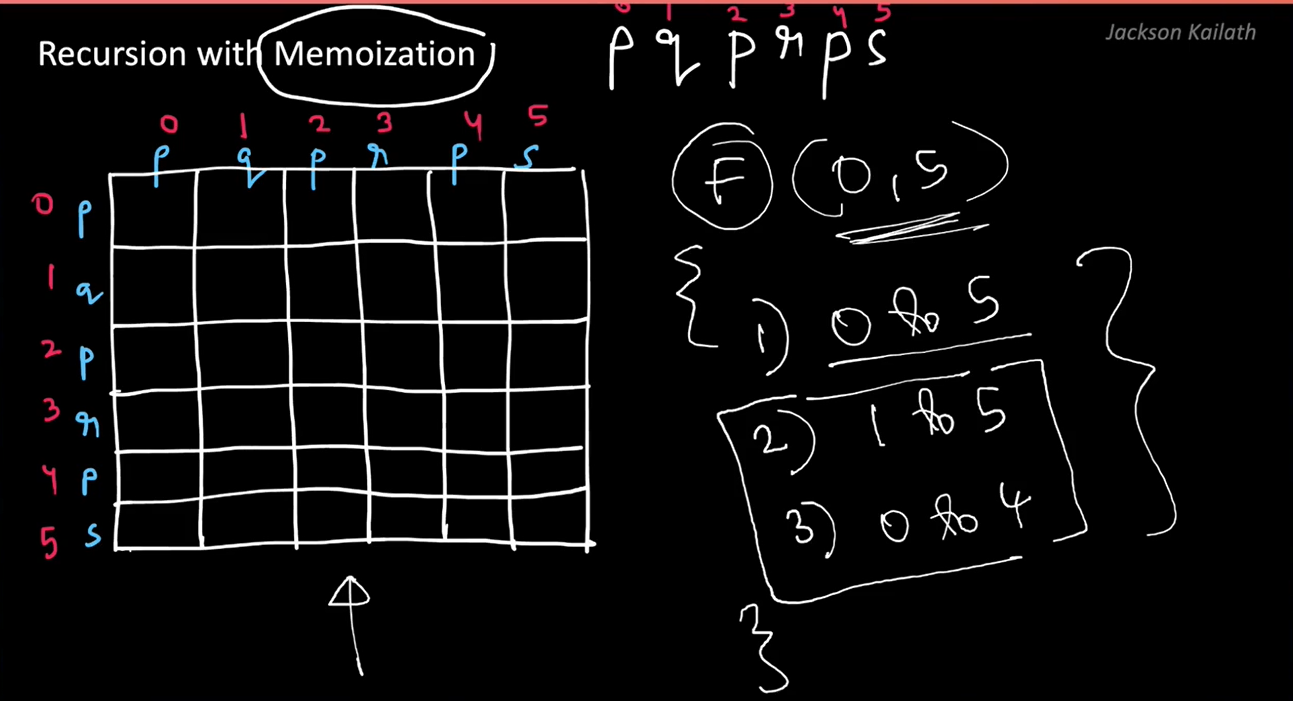 Recursion with Memoization
0 1 2 3 4 5
p q p r p s
Jackson Kailath
0 1 2 3 4 5
p q p r p s
0 p
1 q
2 p
3 r
4 p
5 s
F (0,5)
{
1) 0 to 5
2) 1 to 5
3) 0 to 4
}